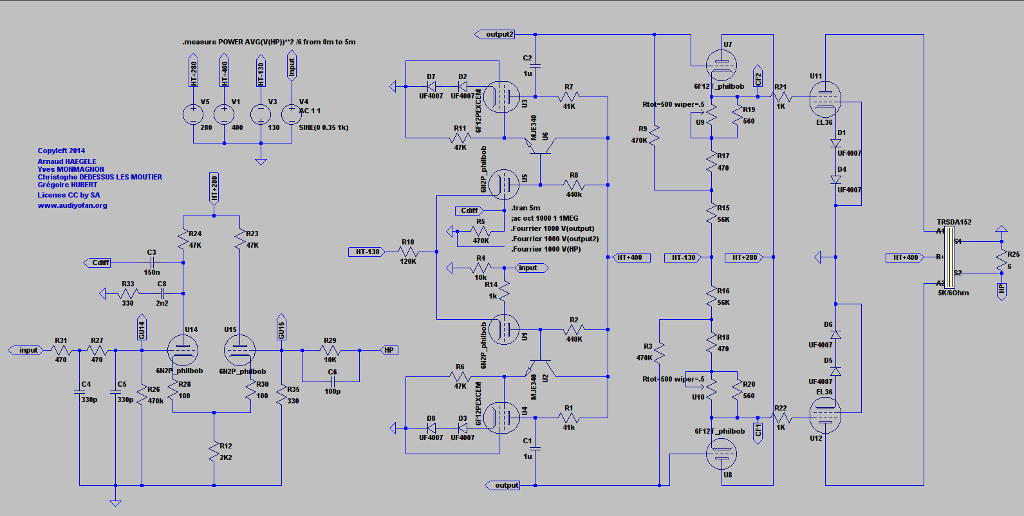 .measure POWER AVG(V(HP))**2 /6 from 0m to 5m
HT-280
HT-400
HT-130
input
V5
280
V1
400
V3
130
V4
AC 1 1
SINE(0 0.35 1k)
Copyleft 2014
Arnaud HAEGELE
Yves MONMAGNON
Christophe DEDESSUS LES MOUTIER
Grégoire HUBERT
License CC by SA
www.audiyofan.org
HT+280
R24
47K
R23
47K
Cdiff
C3
150n
R33
330
C8
2n2
GU14
GU15
U14
6N2P_philbob
U15
6N2P_philbob
input
R31
470
R27
470
C4
330p
C5
330p
R26
470k
R28
100
R30
100
R35
330
R12
2K2
R29
10K
C6
100p
HP
output2
C2
1u
D7
UF4007
D2
UF4007
6F12PEXCEM
U3
R7
41K
R11
47K
MJE340
U6
6N2P_philbob
U5
R8
440k
Cdiff
R5
470K
.tran 5m
;ac oct 1000 1 1MEG
.Fourrier 1000 V(output)
.Fourrier 1000 V(output2)
.Fourrier 1000 V(HP)
HT-130
R10
120K
R4
10k
input
R14
1k
HT+400
6N2P_philbob
U1
R2
440K
R6
47K
MJE340
U2
6F12PEXCEM
U4
R1
41k
D8
UF4007
D3
UF4007
C1
1u
output
R9
470K
U7
6F12T_philbob
Rtot=500 wiper=.5
U9
R19
560
CF2
R21
1K
R17
470
R15
56K
HT-130
HT+280
R16
56K
R18
470
R3
470K
Rtot=500 wiper=.5
U10
R20
560
CF1
R22
1K
6F12T_philbob
U8
U11
EL36
D1
UF4007
D4
UF4007
D6
UF4007
D5
UF4007
EL36
U12
TRSDA152
A1
B+
A2
S1
S2
HT+400
5K/6Ohm
R25
6
HP